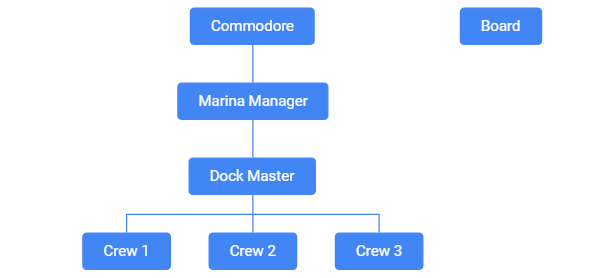 Commodore
Board
Marina Manager
Dock Master
Crew 1
Crew 2
Crew 3